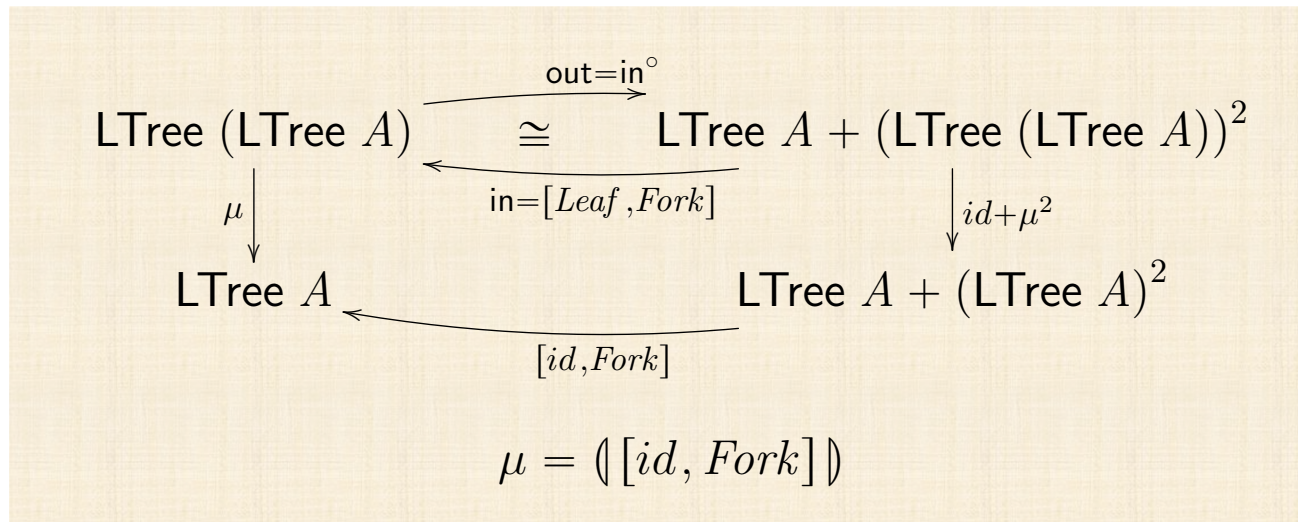 out=in°
LTree (LTree A) ≅ LTree A + (LTree (LTree A))²
in=[Leaf ,Fork]
μ id+μ²
LTree A LTree A + (LTree A)²
[id,Fork]
μ = ⦇[id, Fork]⦈